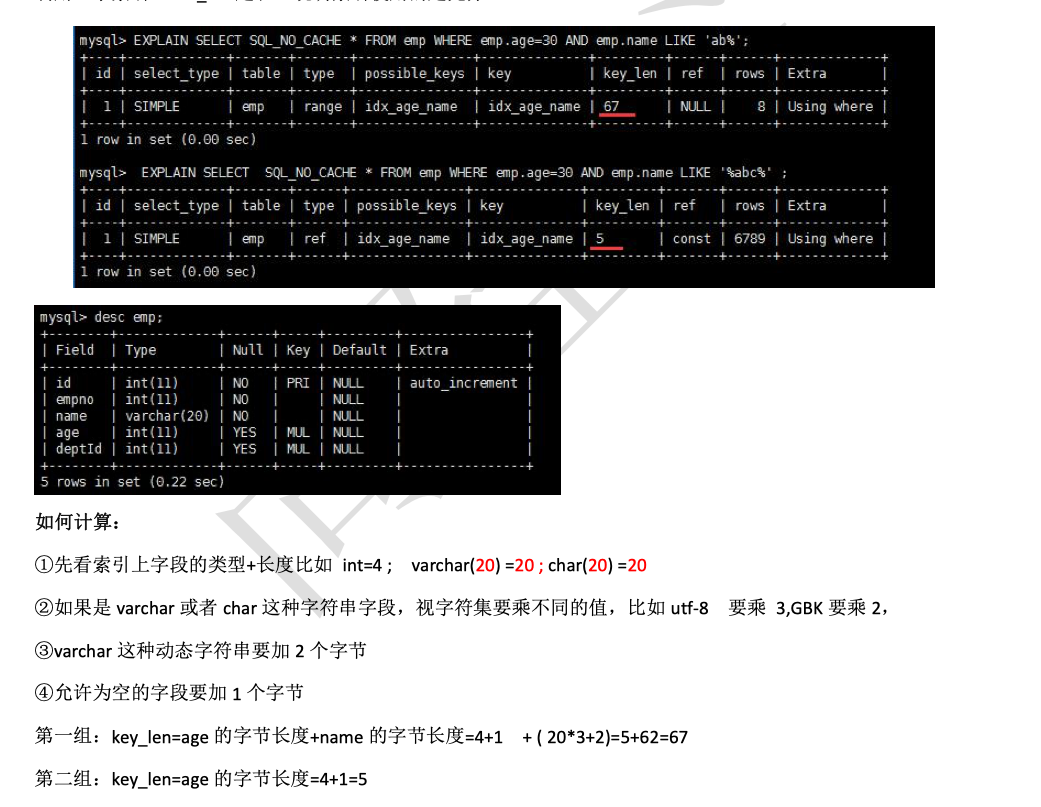 mysql> EXPLAIN SELECT SQL_NO_CACHE * FROM emp WHERE emp.age=30 AND emp.name LIKE 'ab%';
| id | select_type | table | type | possible_keys | key | key_len | ref | rows | Extra |
| 1 | SIMPLE | emp | range | idx_age_name | idx_age_name | 67 | NULL | 8 | Using where |
1 row in set (0.00 sec)
mysql> EXPLAIN SELECT SQL_NO_CACHE * FROM emp WHERE emp.age=30 AND emp.name LIKE '%abc%' ;
| id | select_type | table | type | possible_keys | key | key_len | ref | rows | Extra |
| 1 | SIMPLE | emp | ref | idx_age_name | idx_age_name | 5 | const | 6789 | Using where |
1 row in set (0.00 sec)
mysql> desc emp;
| Field | Type | Null | Key | Default | Extra |
| id | int(11) | NO | PRI | NULL | auto_increment |
| empno | int(11) | NO | | NULL | |
| name | varchar(20) | NO | | NULL | |
| age | int(11) | YES | MUL | NULL | |
| deptId | int(11) | YES | MUL | NULL | |
5 rows in set (0.22 sec)
如何计算：
①先看索引上字段的类型+长度比如 int=4 ; varchar(20) =20 ; char(20) =20
②如果是 varchar 或者 char 这种字符串字段，视字符集要乘不同的值，比如 utf-8 要乘 3,GBK 要乘 2，
③varchar 这种动态字符串要加 2 个字节
④允许为空的字段要加 1 个字节
第一组：key_len=age 的字节长度+name 的字节长度=4+1 + ( 20*3+2)=5+62=67
第二组：key_len=age 的字节长度=4+1=5